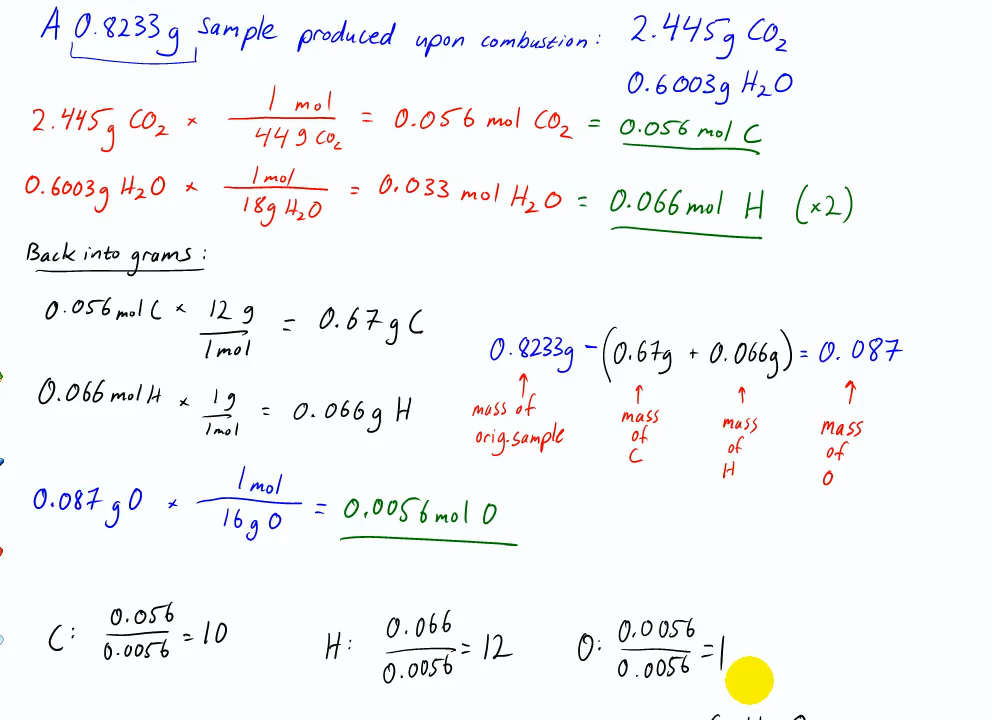 A 0.8233g sample produced upon combustion: 2.445g CO₂
0.6003g H₂O
2.445g CO₂ × 1 mol / 44 g CO₂ = 0.056 mol CO₂ = 0.056 mol C
0.6003g H₂O × 1 mol / 18g H₂O = 0.033 mol H₂O = 0.066 mol H (×2)
Back into grams:
0.056 mol C × 12 g / 1 mol = 0.67 g C
0.8233g - (0.67g + 0.066g) = 0.087
0.066 mol H × 1g / 1 mol = 0.066 g H
mass of orig. sample
mass of C
mass of H
mass of O
0.087 g O × 1 mol / 16 g O = 0.0056 mol O
C: 0.056 / 0.0056 = 10
H: 0.066 / 0.0056 = 12
O: 0.0056 / 0.0056 = 1